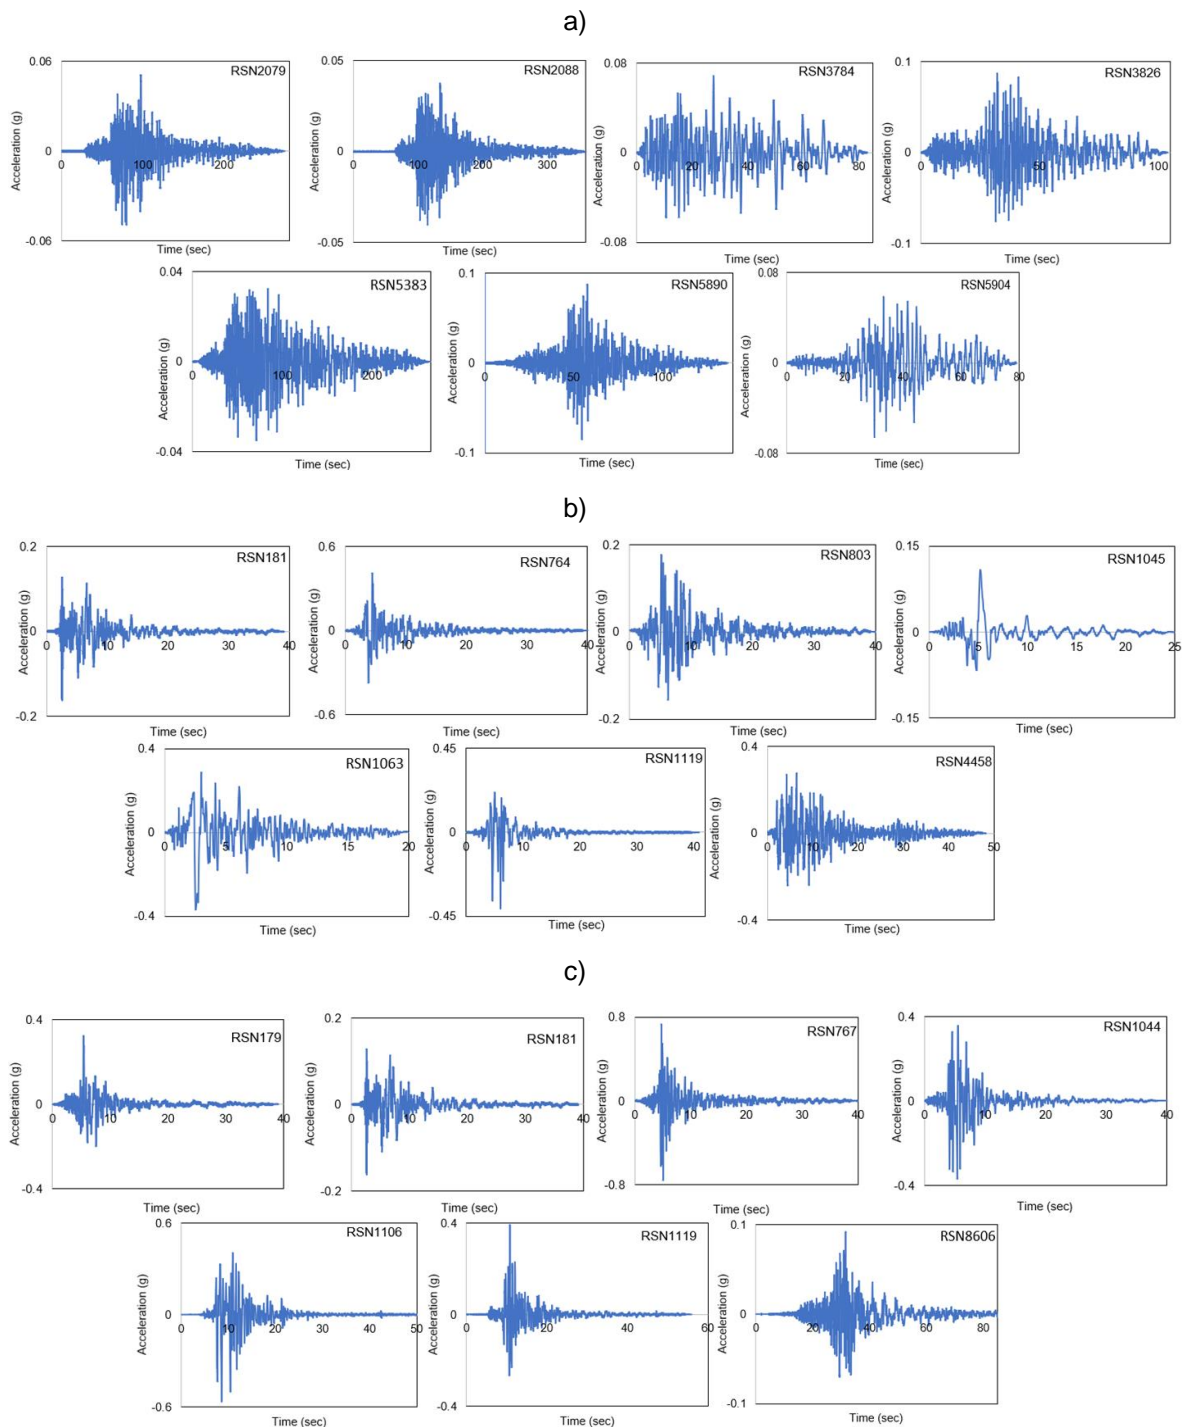 a)
RSN2079
0.06
0
-0.06
0
100
200
Acceleration (g)
Time (sec)
RSN2088
0.05
0
-0.05
0
100
200
300
Acceleration (g)
Time (sec)
RSN3784
0.08
0
-0.08
0
20
40
60
80
Acceleration (g)
Time (sec)
RSN3826
0.1
0
-0.1
0
50
100
Acceleration (g)
Time (sec)
RSN5383
0.04
0
-0.04
0
100
200
Acceleration (g)
Time (sec)
RSN5890
0.1
0
-0.1
0
50
100
Acceleration (g)
Time (sec)
RSN5904
0.08
0
-0.08
0
20
40
60
80
Acceleration (g)
Time (sec)
b)
RSN181
0.2
0
-0.2
0
10
20
30
40
Acceleration (g)
Time (sec)
RSN764
0.6
0
-0.6
0
10
20
30
40
Acceleration (g)
Time (sec)
RSN803
0.2
0
-0.2
0
10
20
30
40
Acceleration (g)
Time (sec)
RSN1045
0.15
0
-0.15
0
5
10
15
20
25
Acceleration (g)
Time (sec)
RSN1063
0.4
0
-0.4
0
5
10
15
20
Acceleration (g)
Time (sec)
RSN1119
0.45
0
-0.45
0
10
20
30
40
Acceleration (g)
Time (sec)
RSN4458
0.4
0
-0.4
0
10
20
30
40
50
Acceleration (g)
Time (sec)
c)
RSN179
0.4
0
-0.4
0
10
20
30
40
Acceleration (g)
Time (sec)
RSN181
0.2
0
-0.2
0
10
20
30
40
Acceleration (g)
Time (sec)
RSN767
0.8
0
-0.8
0
10
20
30
40
Acceleration (g)
Time (sec)
RSN1044
0.4
0
-0.4
0
10
20
30
40
Acceleration (g)
Time (sec)
RSN1106
0.6
0
-0.6
0
10
20
30
40
50
Acceleration (g)
Time (sec)
RSN1119
0.4
0
-0.4
0
20
40
60
Acceleration (g)
Time (sec)
RSN8606
0.1
0
-0.1
0
20
40
60
80
Acceleration (g)
Time (sec)